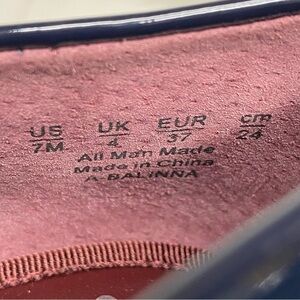 US UK EUR cm
7M 4 37 24
All Man Made
Made in China
A-BALINNA